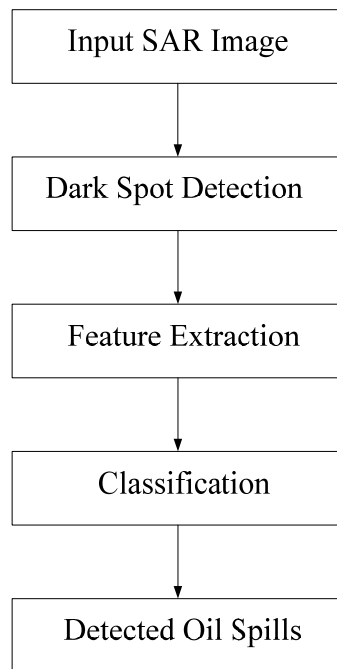 Input SAR Image
Dark Spot Detection
Feature Extraction
Classification
Detected Oil Spills